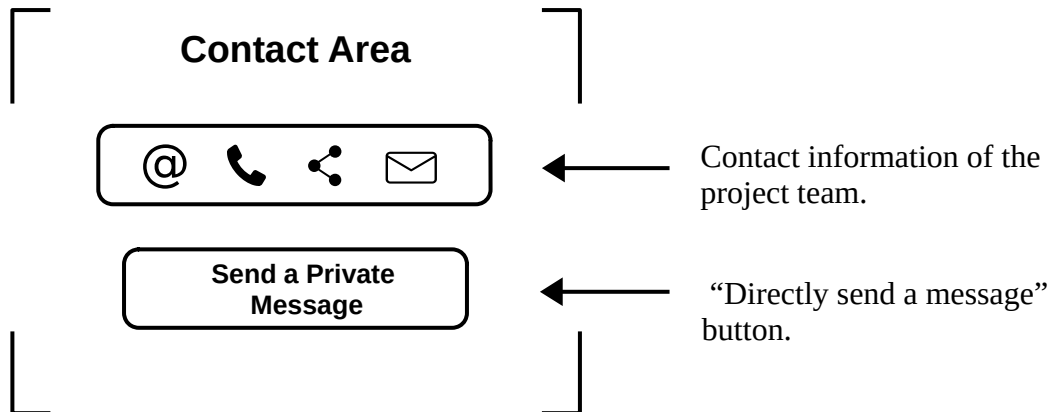 Contact Area
@
Contact information of the
project team.
Send a Private
Message
“Directly send a message”
button.